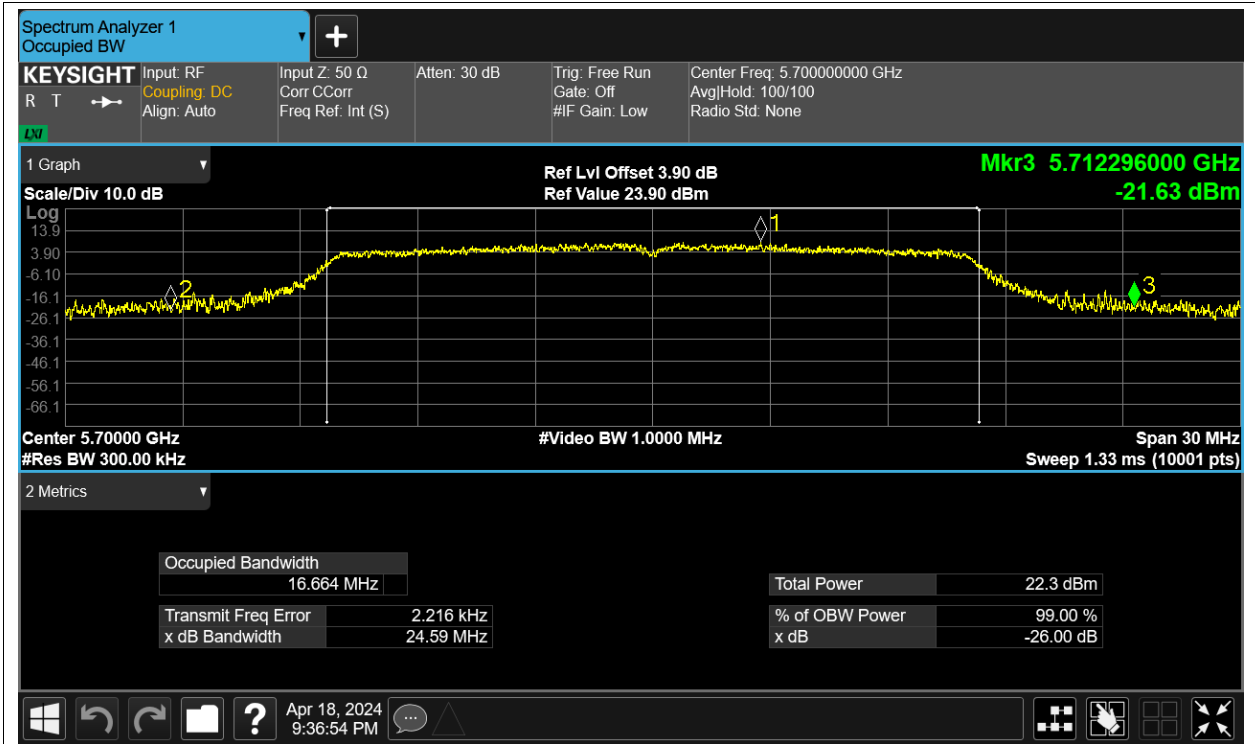 Spectrum Analyzer 1
Occupied BW
KEYSIGHT
R T
LXI
Input: RF
Coupling: DC
Align: Auto
Input Z: 50 Ω
Corr CCorr
Freq Ref: Int (S)
Atten: 30 dB
Trig: Free Run
Gate: Off
#IF Gain: Low
Center Freq: 5.700000000 GHz
Avg|Hold: 100/100
Radio Std: None
1 Graph
Scale/Div 10.0 dB
Ref Lvl Offset 3.90 dB
Ref Value 23.90 dBm
Mkr3 5.712296000 GHz
-21.63 dBm
Log
13.9
3.90
-6.10
-16.1
-26.1
-36.1
-46.1
-56.1
-66.1
1
2
3
Center 5.70000 GHz
#Video BW 1.0000 MHz
Span 30 MHz
#Res BW 300.00 kHz
Sweep 1.33 ms (10001 pts)
2 Metrics
Occupied Bandwidth
16.664 MHz
Total Power 22.3 dBm
Transmit Freq Error 2.216 kHz
% of OBW Power 99.00 %
x dB Bandwidth 24.59 MHz
x dB -26.00 dB
?
Apr 18, 2024
9:36:54 PM